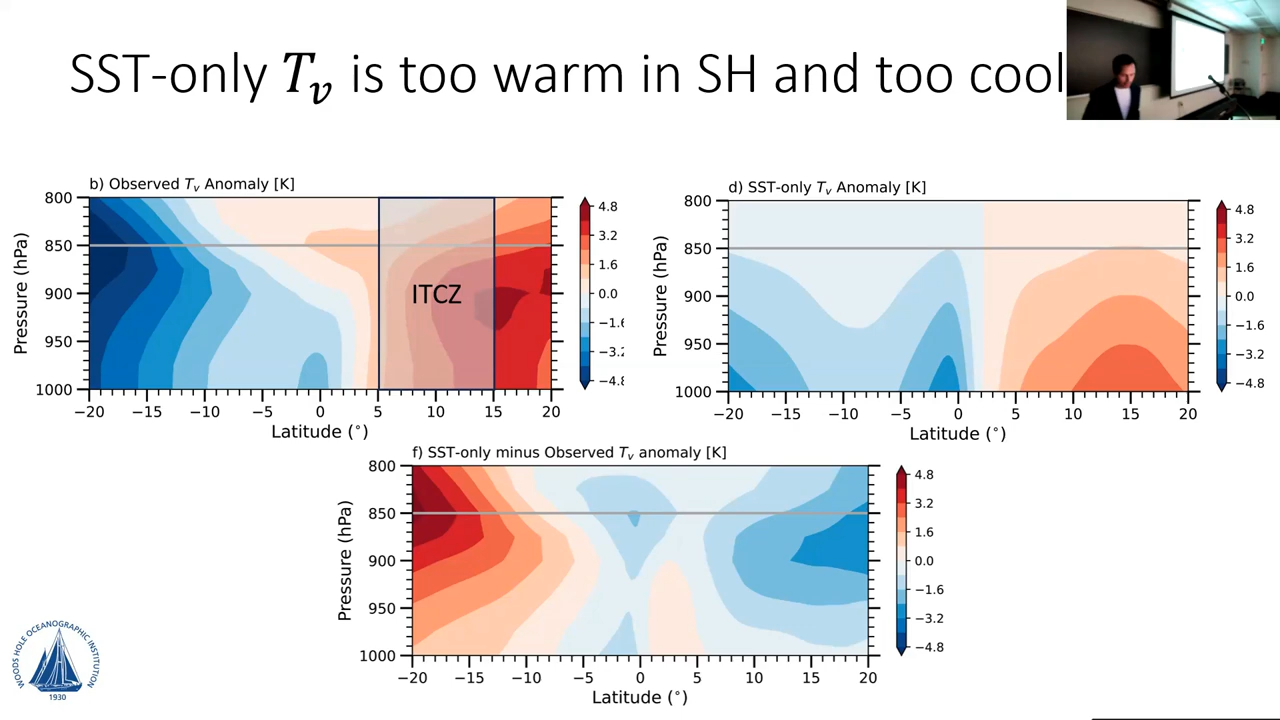 SST-only Tᵥ is too warm in SH and too cool
b) Observed Tᵥ Anomaly [K]
800
850
900
950
1000
Pressure (hPa)
ITCZ
−20 −15 −10 −5 0 5 10 15 20
Latitude (°)
4.8
3.2
1.6
0.0
−1.6
−3.2
−4.8
d) SST-only Tᵥ Anomaly [K]
800
850
900
950
1000
Pressure (hPa)
−20 −15 −10 −5 0 5 10 15 20
Latitude (°)
4.8
3.2
1.6
0.0
−1.6
−3.2
−4.8
f) SST-only minus Observed Tᵥ anomaly [K]
800
850
900
950
1000
Pressure (hPa)
−20 −15 −10 −5 0 5 10 15 20
Latitude (°)
4.8
3.2
1.6
0.0
−1.6
−3.2
−4.8
WOODS HOLE OCEANOGRAPHIC INSTITUTION
1930